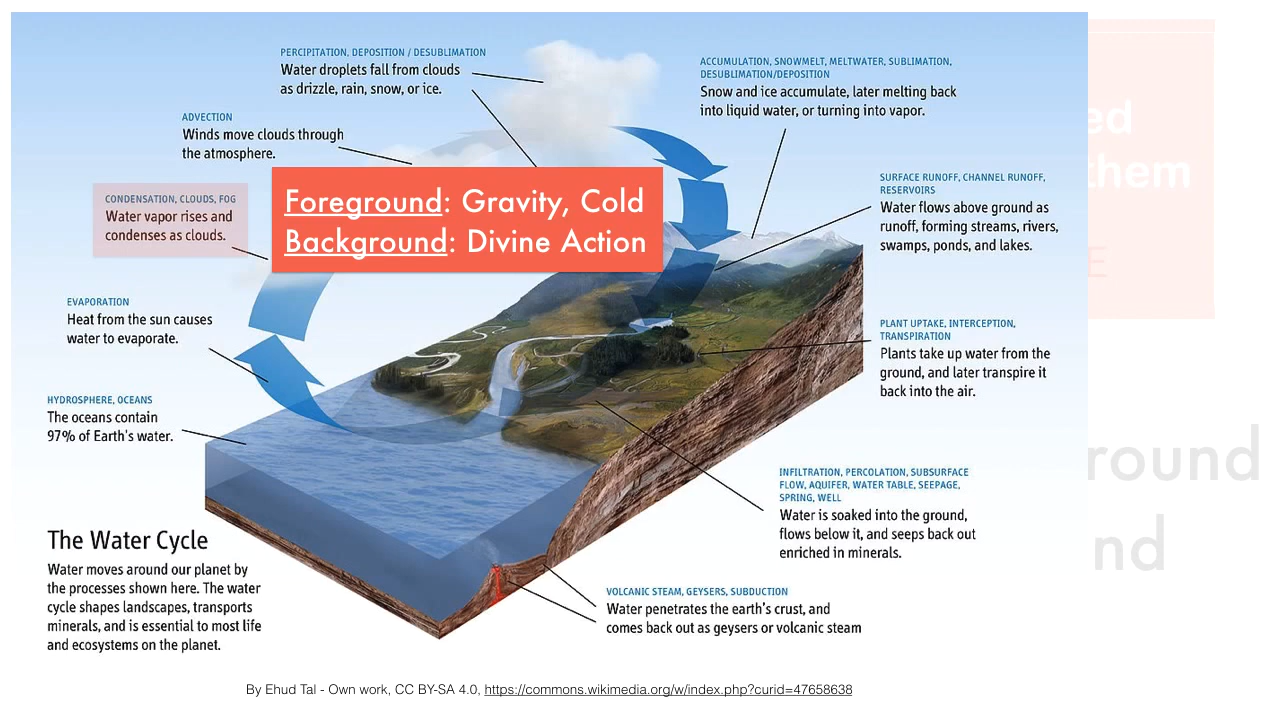 PERCIPITATION, DEPOSITION / DESUBLIMATION
Water droplets fall from clouds
as drizzle, rain, snow, or ice.
ACCUMULATION, SNOWMELT, MELTWATER, SUBLIMATION,
DESUBLIMATION/DEPOSITION
Snow and ice accumulate, later melting back
into liquid water, or turning into vapor.
ADVECTION
Winds move clouds through
the atmosphere.
CONDENSATION, CLOUDS, FOG
Water vapor rises and
condenses as clouds.
Foreground: Gravity, Cold
Background: Divine Action
SURFACE RUNOFF, CHANNEL RUNOFF,
RESERVOIRS
Water flows above ground as
runoff, forming streams, rivers,
swamps, ponds, and lakes.
EVAPORATION
Heat from the sun causes
water to evaporate.
PLANT UPTAKE, INTERCEPTION,
TRANSPIRATION
Plants take up water from the
ground, and later transpire it
back into the air.
HYDROSPHERE, OCEANS
The oceans contain
97% of Earth's water.
INFILTRATION, PERCOLATION, SUBSURFACE
FLOW, AQUIFER, WATER TABLE, SEEPAGE,
SPRING, WELL
Water is soaked into the ground,
flows below it, and seeps back out
enriched in minerals.
The Water Cycle
Water moves around our planet by
the processes shown here. The water
cycle shapes landscapes, transports
minerals, and is essential to most life
and ecosystems on the planet.
VOLCANIC STEAM, GEYSERS, SUBDUCTION
Water penetrates the earth's crust, and
comes back out as geysers or volcanic steam
By Ehud Tal - Own work, CC BY-SA 4.0, https://commons.wikimedia.org/w/index.php?curid=47658638
ed
them
E
round
nd